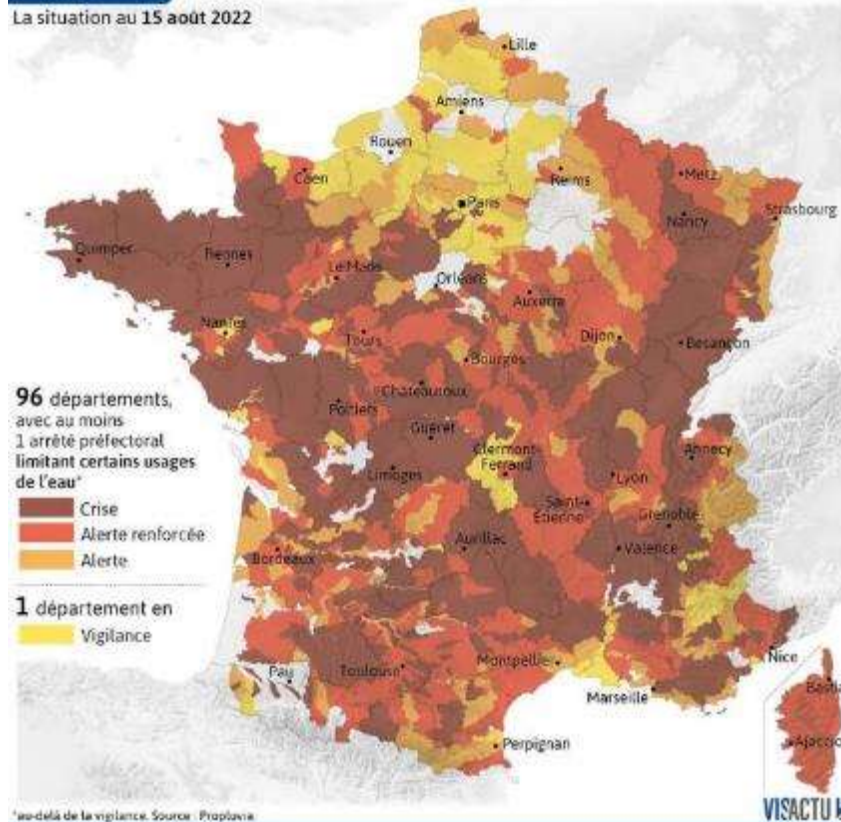 La situation au 15 août 2022
Lille
Amiens
Rouen
Caen
Reims
Metz
Paris
Strasbourg
Nancy
Quimper
Rennes
Le Mans
Orléans
Auxerre
Nantes
Tours
Dijon
Besançon
Bourges
Châteauroux
Poitiers
Guéret
Clermont-
Ferrand
Annecy
Limoges
Lyon
Saint-
Étienne
Grenoble
Aurillac
Valence
Bordeaux
Montpellier
Nice
Pau
Toulouse
Marseille
Bastia
Perpignan
Ajaccio
96 départements,
avec au moins
1 arrêté préfectoral
limitant certains usages
de l'eau*
Crise
Alerte renforcée
Alerte
1 département en
Vigilance
*au-delà de la vigilance. Source : Propluvia
VISACTU